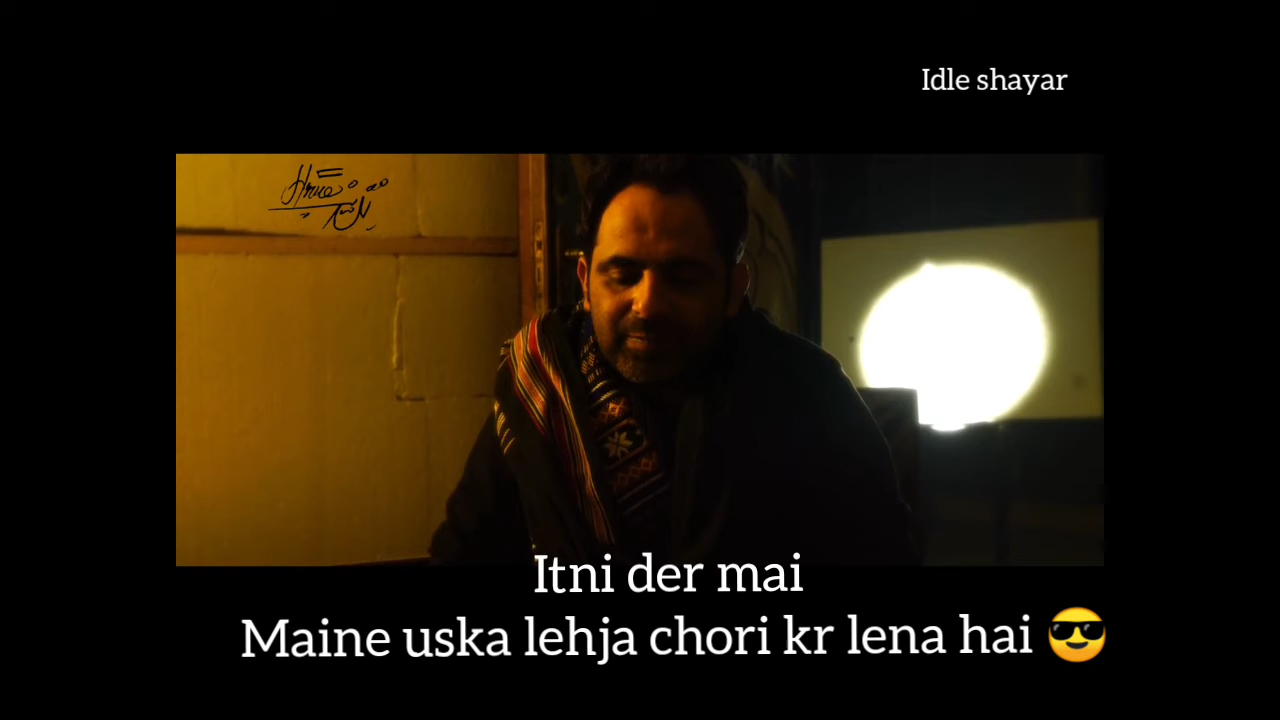 Idle shayar
Itni der mai
Maine uska lehja chori kr lena hai 😎